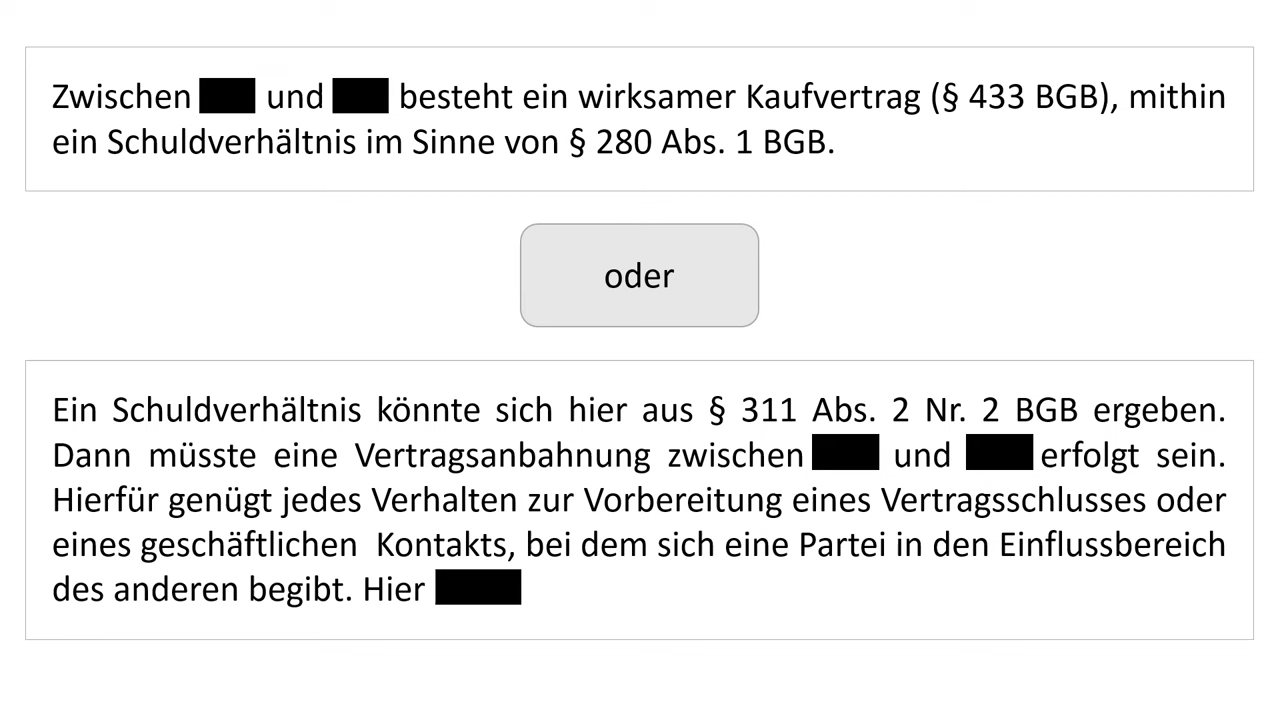 Zwischen und besteht ein wirksamer Kaufvertrag (§ 433 BGB), mithin
ein Schuldverhältnis im Sinne von § 280 Abs. 1 BGB.
oder
Ein Schuldverhältnis könnte sich hier aus § 311 Abs. 2 Nr. 2 BGB ergeben.
Dann müsste eine Vertragsanbahnung zwischen und erfolgt sein.
Hierfür genügt jedes Verhalten zur Vorbereitung eines Vertragsschlusses oder
eines geschäftlichen Kontakts, bei dem sich eine Partei in den Einflussbereich
des anderen begibt. Hier